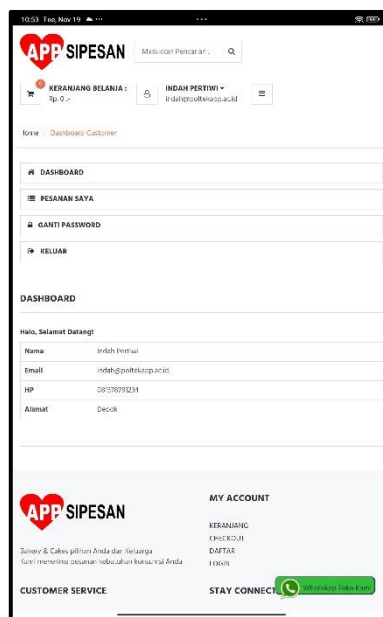 10:53 Tue, Nov 19
APP SIPESAN
Masukkan Pencarian..
0
KERANJANG BELANJA :
Rp. 0 ,-
INDAH PERTIWI
indah@poltekapp.ac.id
Home / Dashboard Customer
DASHBOARD
PESANAN SAYA
GANTI PASSWORD
KELUAR
DASHBOARD
Halo, Selamat Datang!
Nama Indah Pertiwi
Email indah@poltekapp.ac.id
HP
Alamat Depok
APP SIPESAN
Bakery & Cakes pilihan Anda dan Keluarga
Kami menerima pesanan kebutuhan konsumsi Anda
MY ACCOUNT
KERANJANG
CHECKOUT
DAFTAR
LOGIN
CUSTOMER SERVICE
STAY CONNECT
WhatsApp Toko Kami